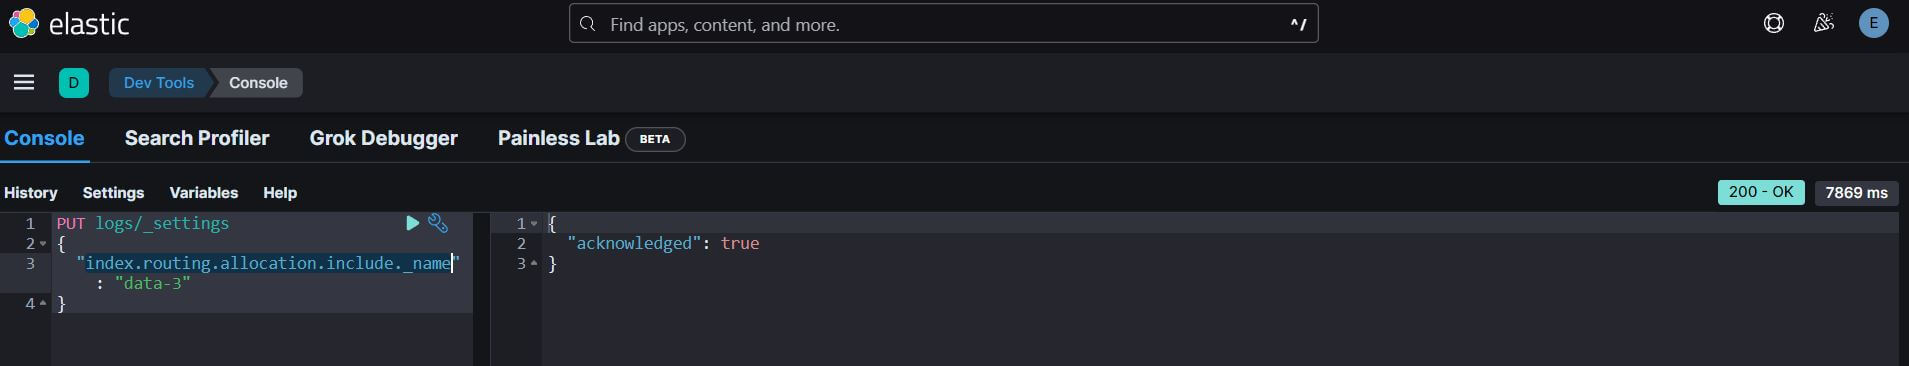 elastic
Find apps, content, and more.
^/
E
D
Dev Tools
Console
Console
Search Profiler
Grok Debugger
Painless Lab
BETA
History
Settings
Variables
Help
200 - OK
7869 ms
1 PUT logs/_settings
2 {
3 "index.routing.allocation.include._name"
: "data-3"
4 }
1 {
2 "acknowledged": true
3 }